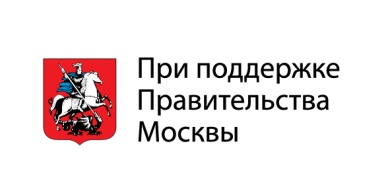 При поддержке
Правительства
Москвы